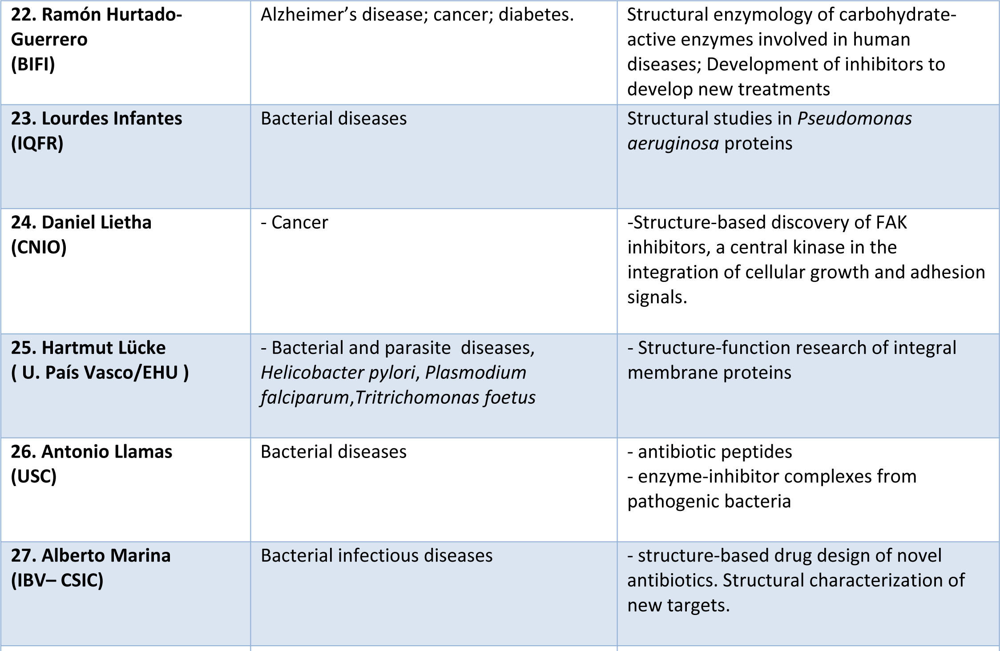 22. Ramón Hurtado-
Guerrero
(BIFI)
Alzheimer’s disease; cancer; diabetes.
Structural enzymology of carbohydrate-
active enzymes involved in human
diseases; Development of inhibitors to
develop new treatments
23. Lourdes Infantes
(IQFR)
Bacterial diseases
Structural studies in Pseudomonas
aeruginosa proteins
24. Daniel Lietha
(CNIO)
- Cancer
-Structure-based discovery of FAK
inhibitors, a central kinase in the
integration of cellular growth and adhesion
signals.
25. Hartmut Lücke
( U. País Vasco/EHU )
- Bacterial and parasite  diseases,
Helicobacter pylori, Plasmodium
falciparum,Tritrichomonas foetus
- Structure-function research of integral
membrane proteins
26. Antonio Llamas
(USC)
Bacterial diseases
- antibiotic peptides
- enzyme-inhibitor complexes from
pathogenic bacteria
27. Alberto Marina
(IBV– CSIC)
Bacterial infectious diseases
- structure-based drug design of novel
antibiotics. Structural characterization of
new targets.